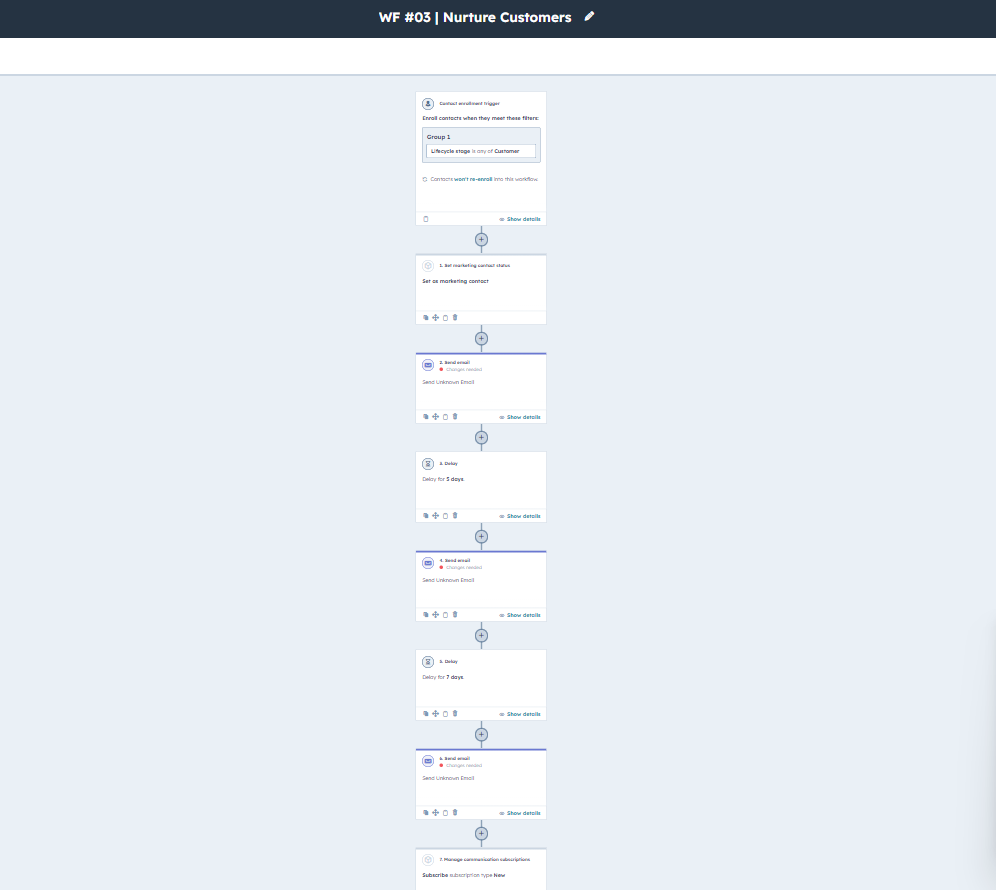 WF #03 | Nurture Customers
Contact enrollment trigger
Enroll contacts when they meet these filters:
Group 1
Lifecycle stage is any of Customer
Contacts won't re-enroll into this workflow.
Show details
1. Set marketing contact status
Set as marketing contact
2. Send email
Changes needed
Send Unknown Email
Show details
3. Delay
Delay for 5 days
Show details
4. Send email
Changes needed
Send Unknown Email
Show details
5. Delay
Delay for 7 days
Show details
6. Send email
Changes needed
Send Unknown Email
Show details
7. Manage communication subscriptions
Subscribe subscription type New